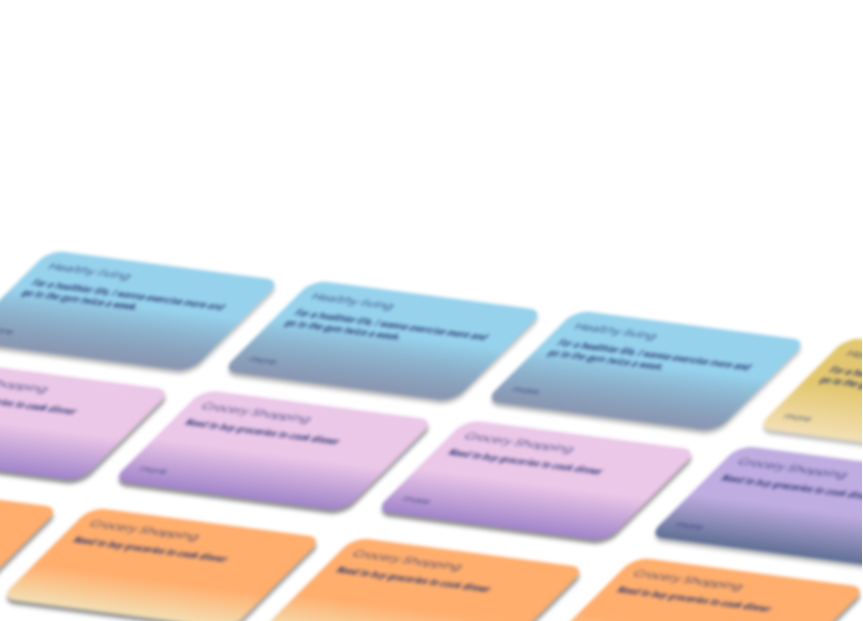 Healthy living
For a healthier life, I wanna exercise more and
go to the gym twice a week.
more
Healthy living
For a healthier life, I wanna exercise more and
go to the gym twice a week.
more
Healthy living
For a healthier life, I wanna exercise more and
go to the gym twice a week.
more
He
For a he
go to the
more
Shopping
groceries to cook dinner
Grocery Shopping
Need to buy groceries to cook dinner
more
Grocery Shopping
Need to buy groceries to cook dinner
more
Grocery Shopping
Need to buy groceries to cook dinner
more
Grocery Shopping
Need to buy groceries to cook dinner
Grocery Shopping
Need to buy groceries to cook dinner
Grocery Shopping
Need to buy groceries to cook dinner